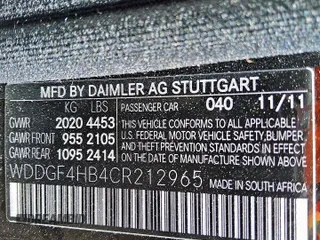 MFD BY DAIMLER AG STUTTGART
KG LBS PASSENGER CAR 040 11/11
GVWR 2020 4453
GAWR FRONT 955 2105
GAWR REAR 1095 2414
THIS VEHICLE CONFORMS TO ALL APPLICABLE
U.S. FEDERAL MOTOR VEHICLE SAFETY, BUMPER,
AND THEFT PREVENTION STANDARDS IN EFFECT
ON THE DATE OF MANUFACTURE SHOWN ABOVE.
WDDGF4HB4CR212965
MADE IN SOUTH AFRICA